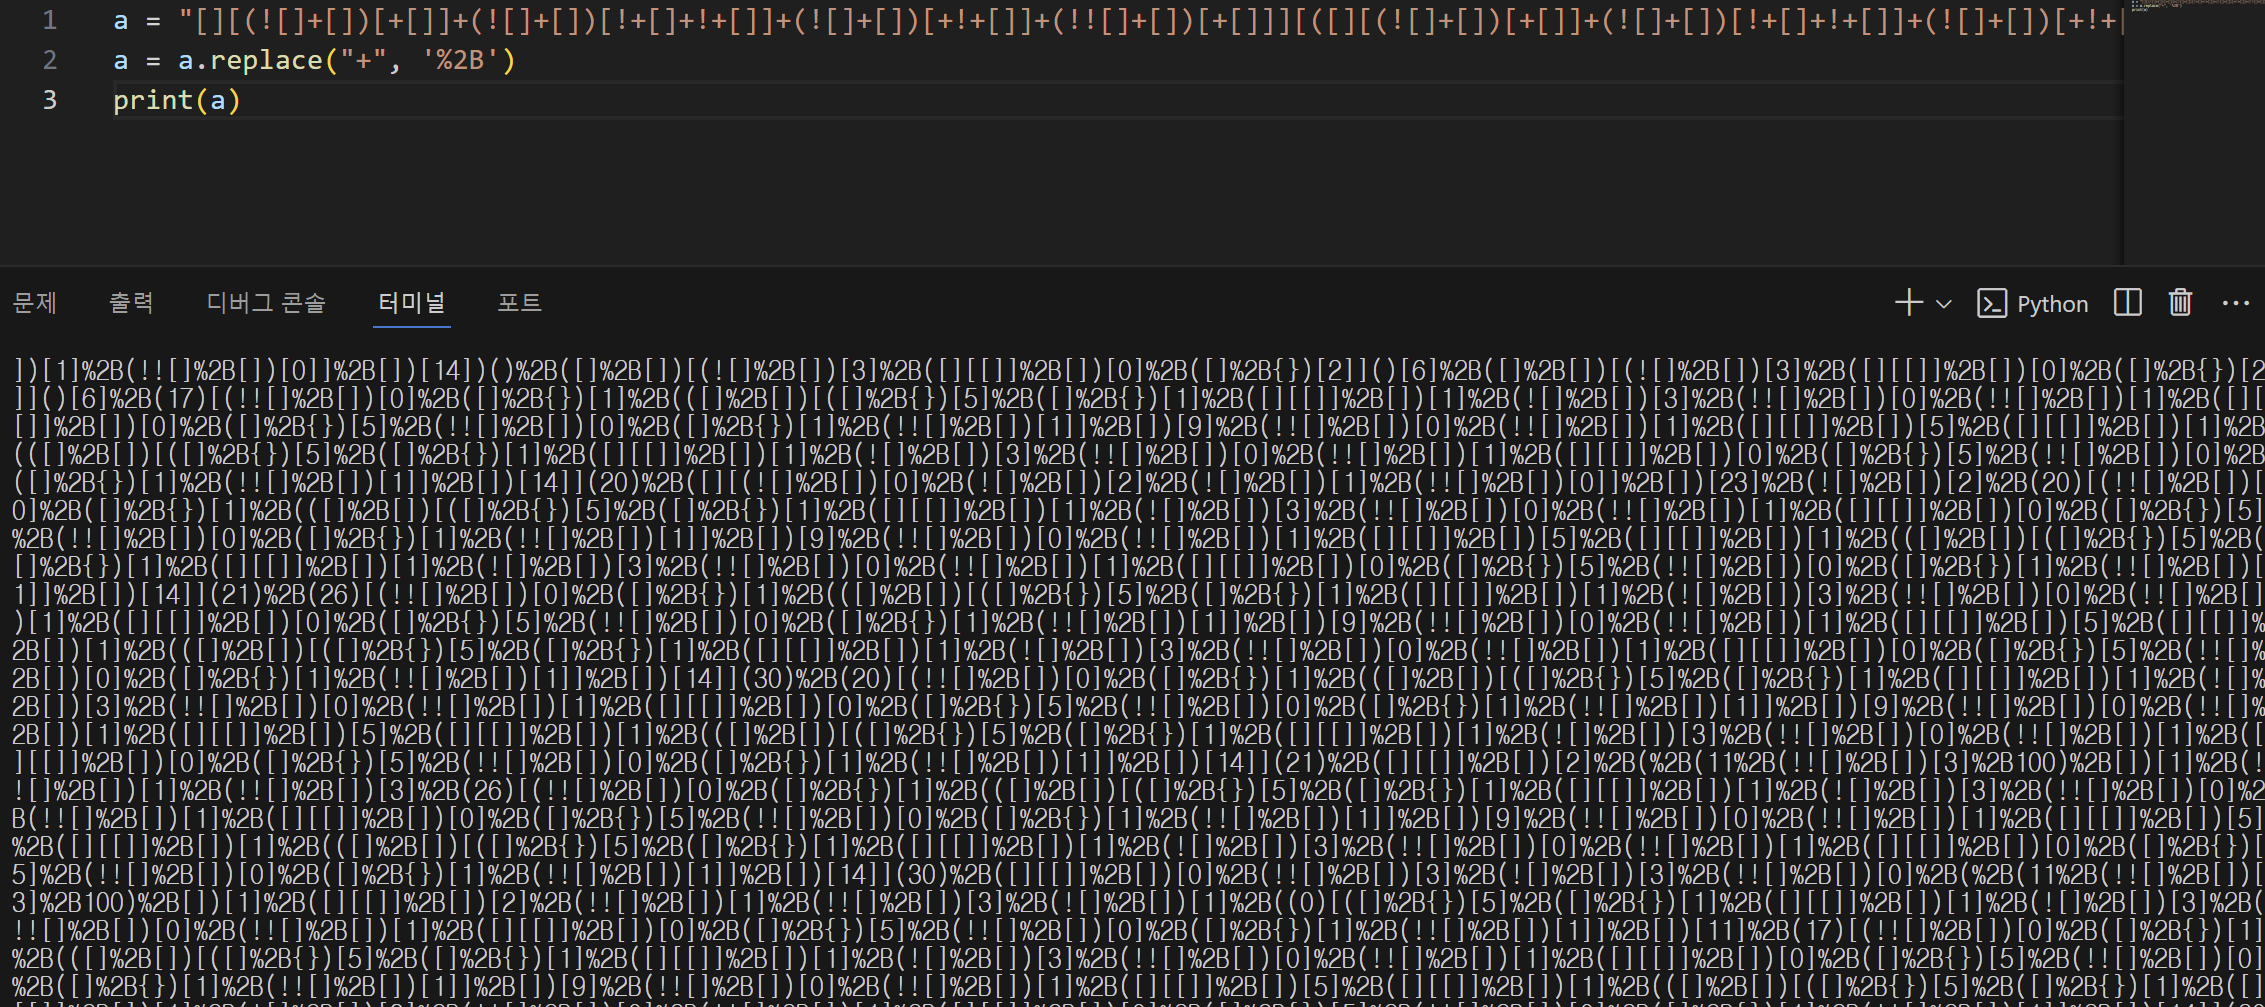 1 a = "[][(![]+[])[+[]]+(![]+[])[!+[]+!+[]]+(![]+[])[+!+[]]+(!![]+[])[+[]]][([][(![]+[])[+[]]+(![]+[])[!+[]+!+[]]+(![]+[])[+!+[
2 a = a.replace("+", '%2B')
3 print(a)
문제 출력 디버그 콘솔 터미널 포트 Python
])[1]%2B(!![]%2B[])[0]]%2B[])[14])()%2B([]%2B[])[(![]%2B[])[3]%2B([][[]]%2B[])[0]%2B([]%2B{})[2]]()[6]%2B([]%2B[])[(![]%2B[])[3]%2B([][[]]%2B[])[0]%2B([]%2B{})[2
]]()[6]%2B(17)[(!![]%2B[])[0]%2B([]%2B{})[1]%2B(([]%2B[])[([]%2B{})[5]%2B([]%2B{})[1]%2B([][[]]%2B[])[1]%2B(![]%2B[])[3]%2B(!![]%2B[])[0]%2B(!![]%2B[])[1]%2B([][
[]]%2B[])[0]%2B([]%2B{})[5]%2B(!![]%2B[])[0]%2B([]%2B{})[1]%2B(!![]%2B[])[1]]%2B[])[9]%2B(!![]%2B[])[0]%2B(!![]%2B[])[1]%2B([][[]]%2B[])[5]%2B([][[]]%2B[])[1]%2B
(([]%2B[])[([]%2B{})[5]%2B([]%2B{})[1]%2B([][[]]%2B[])[1]%2B(![]%2B[])[3]%2B(!![]%2B[])[0]%2B(!![]%2B[])[1]%2B([][[]]%2B[])[0]%2B([]%2B{})[5]%2B(!![]%2B[])[0]%2B
([]%2B{})[1]%2B(!![]%2B[])[1]]%2B[])[14]](20)%2B([][(![]%2B[])[0]%2B(![]%2B[])[2]%2B(![]%2B[])[1]%2B(!![]%2B[])[0]]%2B[])[23]%2B(![]%2B[])[2]%2B(20)[(!![]%2B[])[
0]%2B([]%2B{})[1]%2B(([]%2B[])[([]%2B{})[5]%2B([]%2B{})[1]%2B([][[]]%2B[])[1]%2B(![]%2B[])[3]%2B(!![]%2B[])[0]%2B(!![]%2B[])[1]%2B([][[]]%2B[])[0]%2B([]%2B{})[5]
%2B(!![]%2B[])[0]%2B([]%2B{})[1]%2B(!![]%2B[])[1]]%2B[])[9]%2B(!![]%2B[])[0]%2B(!![]%2B[])[1]%2B([][[]]%2B[])[5]%2B([][[]]%2B[])[1]%2B(([]%2B[])[([]%2B{})[5]%2B(
[]%2B{})[1]%2B([][[]]%2B[])[1]%2B(![]%2B[])[3]%2B(!![]%2B[])[0]%2B(!![]%2B[])[1]%2B([][[]]%2B[])[0]%2B([]%2B{})[5]%2B(!![]%2B[])[0]%2B([]%2B{})[1]%2B(!![]%2B[])[
1]]%2B[])[14]](21)%2B(26)[(!![]%2B[])[0]%2B([]%2B{})[1]%2B(([]%2B[])[([]%2B{})[5]%2B([]%2B{})[1]%2B([][[]]%2B[])[1]%2B(![]%2B[])[3]%2B(!![]%2B[])[0]%2B(!![]%2B[]
)[1]%2B([][[]]%2B[])[0]%2B([]%2B{})[5]%2B(!![]%2B[])[0]%2B([]%2B{})[1]%2B(!![]%2B[])[1]]%2B[])[9]%2B(!![]%2B[])[0]%2B(!![]%2B[])[1]%2B([][[]]%2B[])[5]%2B([][[]]%
2B[])[1]%2B(([]%2B[])[([]%2B{})[5]%2B([]%2B{})[1]%2B([][[]]%2B[])[1]%2B(![]%2B[])[3]%2B(!![]%2B[])[0]%2B(!![]%2B[])[1]%2B([][[]]%2B[])[0]%2B([]%2B{})[5]%2B(!![]%
2B[])[0]%2B([]%2B{})[1]%2B(!![]%2B[])[1]]%2B[])[14]](30)%2B(20)[(!![]%2B[])[0]%2B([]%2B{})[1]%2B(([]%2B[])[([]%2B{})[5]%2B([]%2B{})[1]%2B([][[]]%2B[])[1]%2B(![]%
2B[])[3]%2B(!![]%2B[])[0]%2B(!![]%2B[])[1]%2B([][[]]%2B[])[0]%2B([]%2B{})[5]%2B(!![]%2B[])[0]%2B([]%2B{})[1]%2B(!![]%2B[])[1]]%2B[])[9]%2B(!![]%2B[])[0]%2B(!![]%
2B[])[1]%2B([][[]]%2B[])[5]%2B([][[]]%2B[])[1]%2B(([]%2B[])[([]%2B{})[5]%2B([]%2B{})[1]%2B([][[]]%2B[])[1]%2B(![]%2B[])[3]%2B(!![]%2B[])[0]%2B(!![]%2B[])[1]%2B([
][[]]%2B[])[0]%2B([]%2B{})[5]%2B(!![]%2B[])[0]%2B([]%2B{})[1]%2B(!![]%2B[])[1]]%2B[])[14]](21)%2B([][[]]%2B[])[2]%2B(%2B(11%2B(!![]%2B[])[3]%2B100)%2B[])[1]%2B(!
![]%2B[])[1]%2B(!![]%2B[])[3]%2B(26)[(!![]%2B[])[0]%2B([]%2B{})[1]%2B(([]%2B[])[([]%2B{})[5]%2B([]%2B{})[1]%2B([][[]]%2B[])[1]%2B(![]%2B[])[3]%2B(!![]%2B[])[0]%2
B(!![]%2B[])[1]%2B([][[]]%2B[])[0]%2B([]%2B{})[5]%2B(!![]%2B[])[0]%2B([]%2B{})[1]%2B(!![]%2B[])[1]]%2B[])[9]%2B(!![]%2B[])[0]%2B(!![]%2B[])[1]%2B([][[]]%2B[])[5]
%2B([][[]]%2B[])[1]%2B(([]%2B[])[([]%2B{})[5]%2B([]%2B{})[1]%2B([][[]]%2B[])[1]%2B(![]%2B[])[3]%2B(!![]%2B[])[0]%2B(!![]%2B[])[1]%2B([][[]]%2B[])[0]%2B([]%2B{})[
5]%2B(!![]%2B[])[0]%2B([]%2B{})[1]%2B(!![]%2B[])[1]]%2B[])[14]](30)%2B([][[]]%2B[])[0]%2B(!![]%2B[])[3]%2B(![]%2B[])[3]%2B(!![]%2B[])[0]%2B(%2B(11%2B(!![]%2B[])[
3]%2B100)%2B[])[1]%2B([][[]]%2B[])[2]%2B(!![]%2B[])[1]%2B(!![]%2B[])[3]%2B(![]%2B[])[1]%2B((0)[([]%2B{})[5]%2B([]%2B{})[1]%2B([][[]]%2B[])[1]%2B(![]%2B[])[3]%2B(
!![]%2B[])[0]%2B(!![]%2B[])[1]%2B([][[]]%2B[])[0]%2B([]%2B{})[5]%2B(!![]%2B[])[0]%2B([]%2B{})[1]%2B(!![]%2B[])[1]]%2B[])[11]%2B(17)[(!![]%2B[])[0]%2B([]%2B{})[1]
%2B(([]%2B[])[([]%2B{})[5]%2B([]%2B{})[1]%2B([][[]]%2B[])[1]%2B(![]%2B[])[3]%2B(!![]%2B[])[0]%2B(!![]%2B[])[1]%2B([][[]]%2B[])[0]%2B([]%2B{})[5]%2B(!![]%2B[])[0]
%2B([]%2B{})[1]%2B(!![]%2B[])[1]]%2B[])[9]%2B(!![]%2B[])[0]%2B(!![]%2B[])[1]%2B([][[]]%2B[])[5]%2B([][[]]%2B[])[1]%2B(([]%2B[])[([]%2B{})[5]%2B([]%2B{})[1]%2B([]